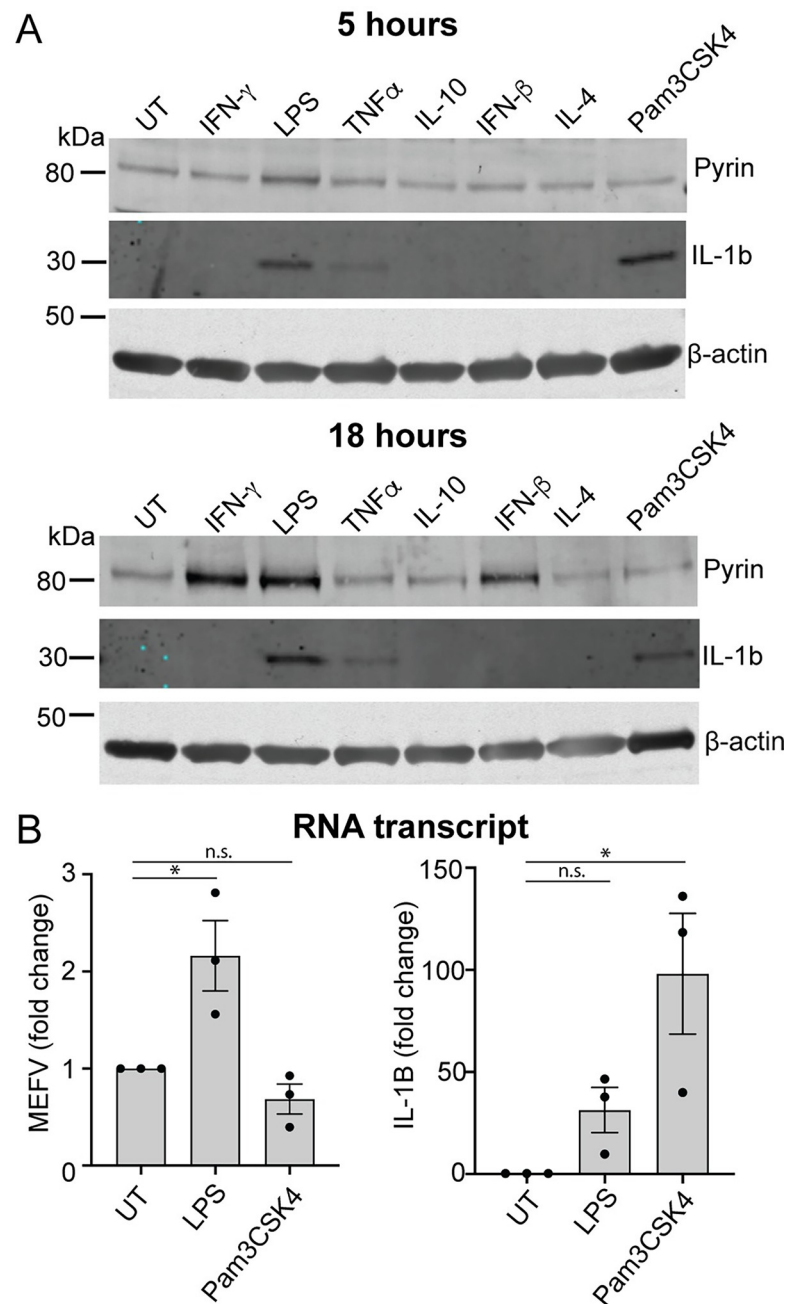 A
5 hours
UT IFN-γ LPS TNFα IL-10 IFN-β IL-4 Pam3CSK4
kDa
80 Pyrin
30 IL-1b
50
β-actin
18 hours
UT IFN-γ LPS TNFα IL-10 IFN-β IL-4 Pam3CSK4
kDa
80 Pyrin
30 IL-1b
50
β-actin
B
RNA transcript
n.s.
*
MEFV (fold change)
3
2
1
0
UT LPS Pam3CSK4
*
n.s.
IL-1B (fold change)
150
100
50
0
UT LPS Pam3CSK4